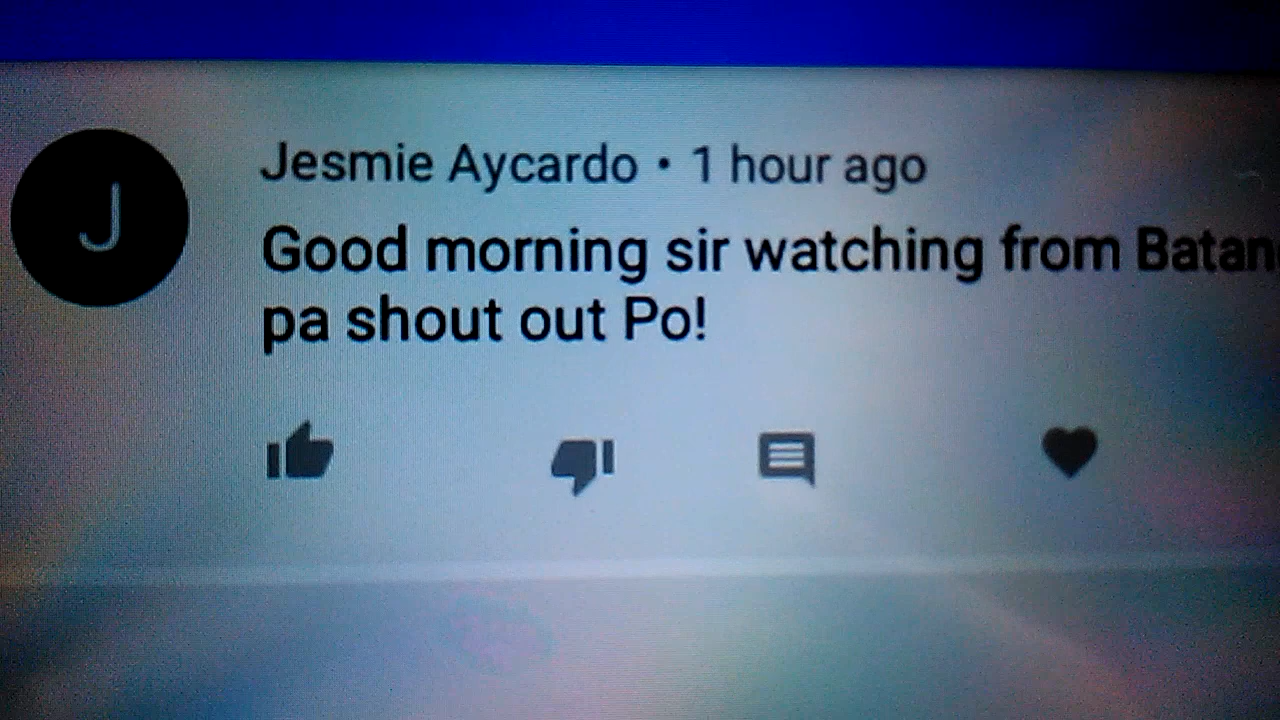 J
Jesmie Aycardo • 1 hour ago
Good morning sir watching from
pa shout out Po!